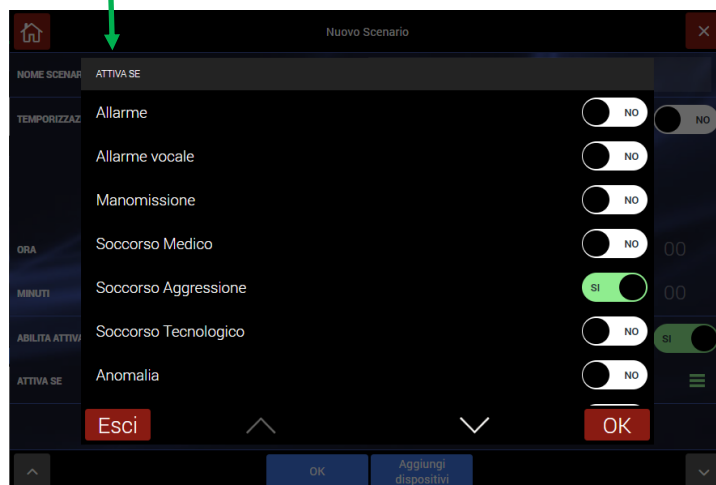 Nuovo Scenario
NOME SCENAR
ATTIVA SE
TEMPORIZZAZ
Allarme NO NO
Allarme vocale NO
Manomissione NO
ORA
Soccorso Medico NO 00
MINUTI
Soccorso Aggressione SI 00
ABILITA ATTIVA
Soccorso Tecnologico NO SI
ATTIVA SE
Anomalia NO
Esci OK
OK Aggiungi
dispositivi